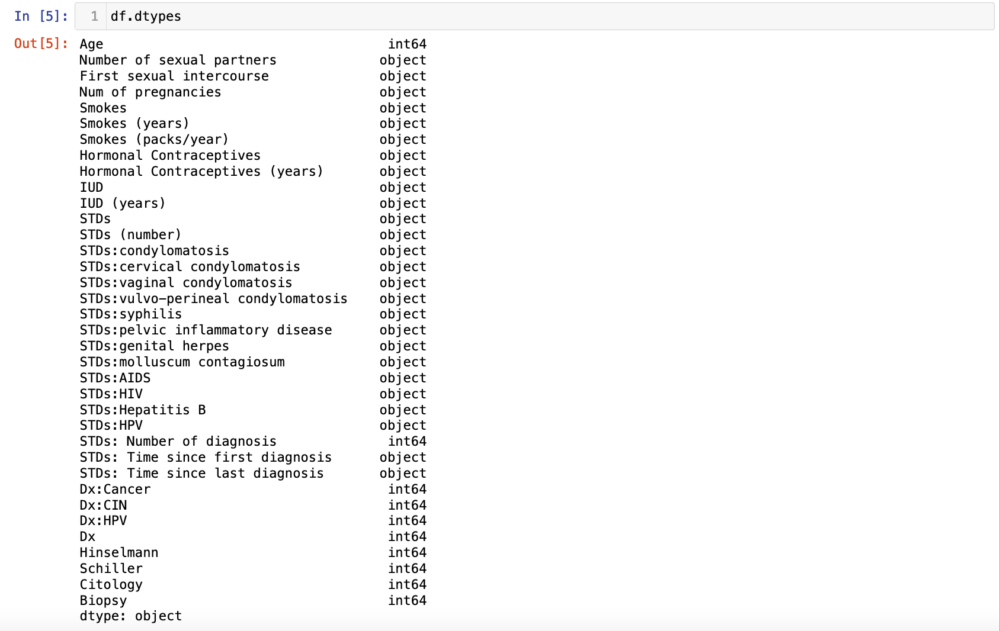 In [5]: 1 df.dtypes
Out[5]: Age int64
Number of sexual partners object
First sexual intercourse object
Num of pregnancies object
Smokes object
Smokes (years) object
Smokes (packs/year) object
Hormonal Contraceptives object
Hormonal Contraceptives (years) object
IUD object
IUD (years) object
STDs object
STDs (number) object
STDs:condylomatosis object
STDs:cervical condylomatosis object
STDs:vaginal condylomatosis object
STDs:vulvo-perineal condylomatosis object
STDs:syphilis object
STDs:pelvic inflammatory disease object
STDs:genital herpes object
STDs:molluscum contagiosum object
STDs:AIDS object
STDs:HIV object
STDs:Hepatitis B object
STDs:HPV object
STDs: Number of diagnosis int64
STDs: Time since first diagnosis object
STDs: Time since last diagnosis object
Dx:Cancer int64
Dx:CIN int64
Dx:HPV int64
Dx int64
Hinselmann int64
Schiller int64
Citology int64
Biopsy int64
dtype: object